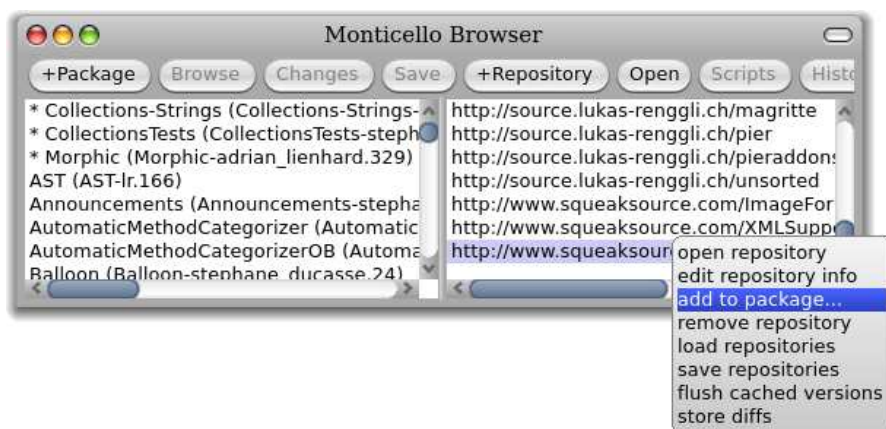 Monticello Browser
+Package Browse Changes Save +Repository Open Scripts Histo
* Collections-Strings (Collections-Strings-
* CollectionsTests (CollectionsTests-steph
* Morphic (Morphic-adrian_lienhard.329)
AST (AST-lr.166)
Announcements (Announcements-stepha
AutomaticMethodCategorizer (Automatic
AutomaticMethodCategorizerOB (Automa
Balloon (Balloon-stephane_ducasse.24)
http://source.lukas-renggli.ch/magritte
http://source.lukas-renggli.ch/pier
http://source.lukas-renggli.ch/pieraddons
http://source.lukas-renggli.ch/unsorted
http://www.squeaksource.com/ImageFor
http://www.squeaksource.com/XMLSuppo
http://www.squeaksour
open repository
edit repository info
add to package...
remove repository
load repositories
save repositories
flush cached versions
store diffs